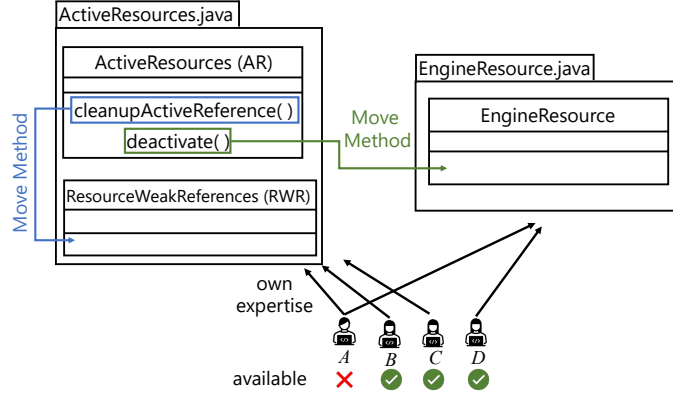 ActiveResources.java
ActiveResources (AR)
cleanupActiveReference( )
deactivate( )
Move Method
ResourceWeakReferences (RWR)
Move
Method
EngineResource.java
EngineResource
own
expertise
A B C D
available